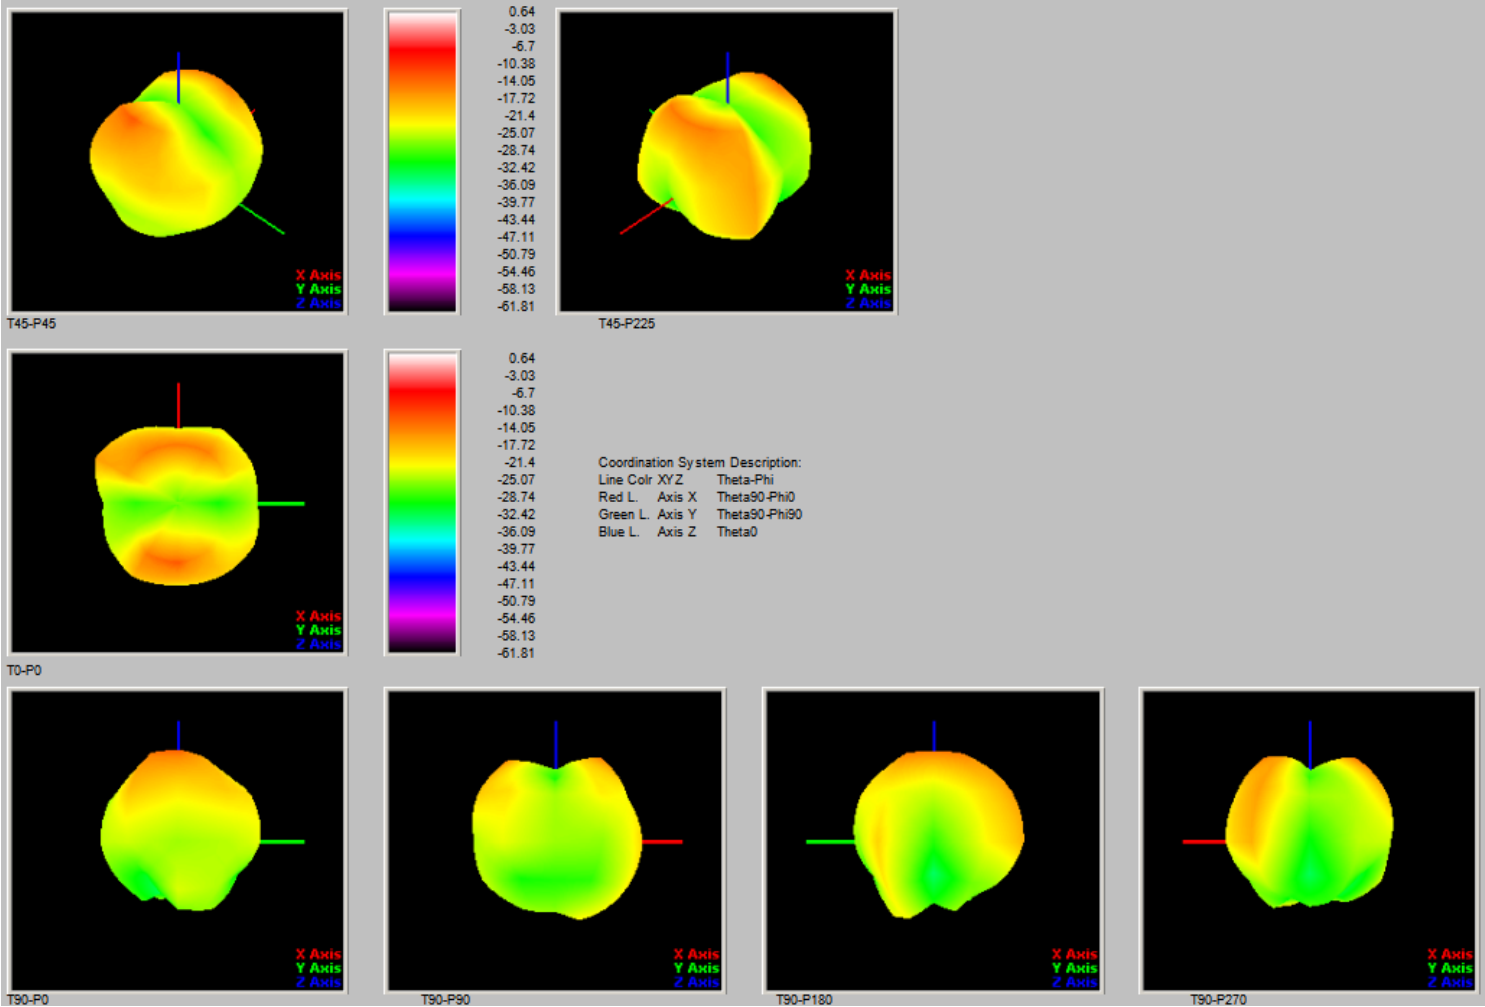 0.64
-3.03
-6.7
-10.38
-14.05
-17.72
-21.4
-25.07
-28.74
-32.42
-36.09
-39.77
-43.44
-47.11
-50.79
-54.46
-58.13
-61.81
X Axis
Y Axis
Z Axis
X Axis
Y Axis
Z Axis
T45-P45
T45-P225
0.64
-3.03
-6.7
-10.38
-14.05
-17.72
-21.4
-25.07
-28.74
-32.42
-36.09
-39.77
-43.44
-47.11
-50.79
-54.46
-58.13
-61.81
Coordination System Description:
Line Colr XYZ Theta-Phi
Red L. Axis X Theta90-Phi0
Green L. Axis Y Theta90-Phi90
Blue L. Axis Z Theta0
X Axis
Y Axis
Z Axis
T0-P0
X Axis
Y Axis
Z Axis
X Axis
Y Axis
Z Axis
X Axis
Y Axis
Z Axis
X Axis
Y Axis
Z Axis
T90-P0
T90-P90
T90-P180
T90-P270